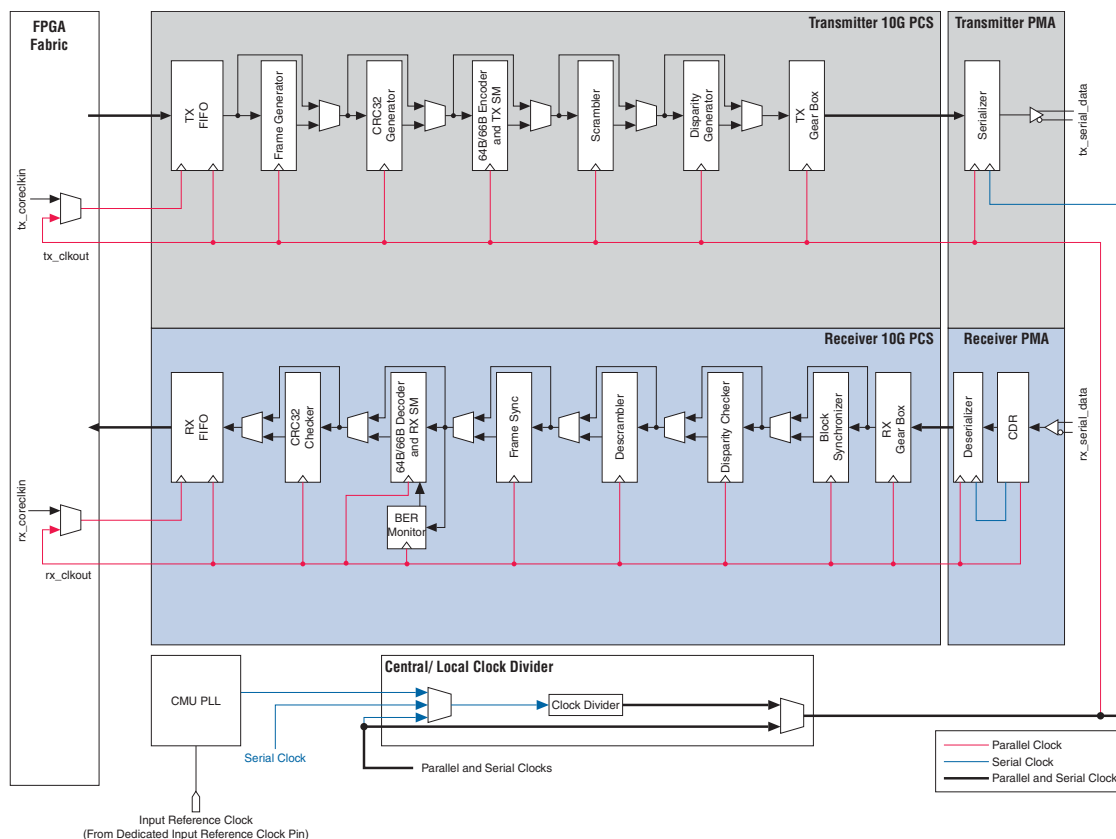 FPGA
Fabric
Transmitter 10G PCS
Transmitter PMA
TX
FIFO
Frame Generator
CRC32
Generator
64B/66B Encoder
and TX SM
Scrambler
Disparity
Generator
TX
Gear Box
Serializer
tx_serial_data
tx_coreclkin
tx_clkout
Receiver 10G PCS
Receiver PMA
RX
FIFO
CRC32
Checker
64B/66B Decoder
and RX SM
Frame Sync
Descrambler
Disparity Checker
Block
Synchronizer
RX
Gear Box
Deserializer
CDR
rx_serial_data
BER
Monitor
rx_coreclkin
rx_clkout
Central/ Local Clock Divider
CMU PLL
Clock Divider
Serial Clock
Parallel and Serial Clocks
Parallel Clock
Serial Clock
Parallel and Serial Clock
Input Reference Clock
(From Dedicated Input Reference Clock Pin)